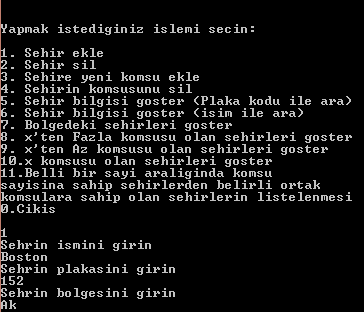 Yapmak istediginiz islemi secin:
1. Sehir ekle
2. Sehir sil
3. Sehire yeni komsu ekle
4. Sehirin komsusunu sil
5. Sehir bilgisi goster (Plaka kodu ile ara)
6. Sehir bilgisi goster (isim ile ara)
7. Bolgedeki sehirleri goster
8. x'ten Fazla komsusu olan sehirleri goster
9. x'ten Az komsusu olan sehirleri goster
10.x komsusu olan sehirleri goster
11.Belli bir sayi araliginda komsu
sayisina sahip sehirlerden belirli ortak
komsulara sahip olan sehirlerin listelenmesi
0.Cikis
1
Sehrin ismini girin
Boston
Sehrin plakasini girin
152
Sehrin bolgesini girin
Ak